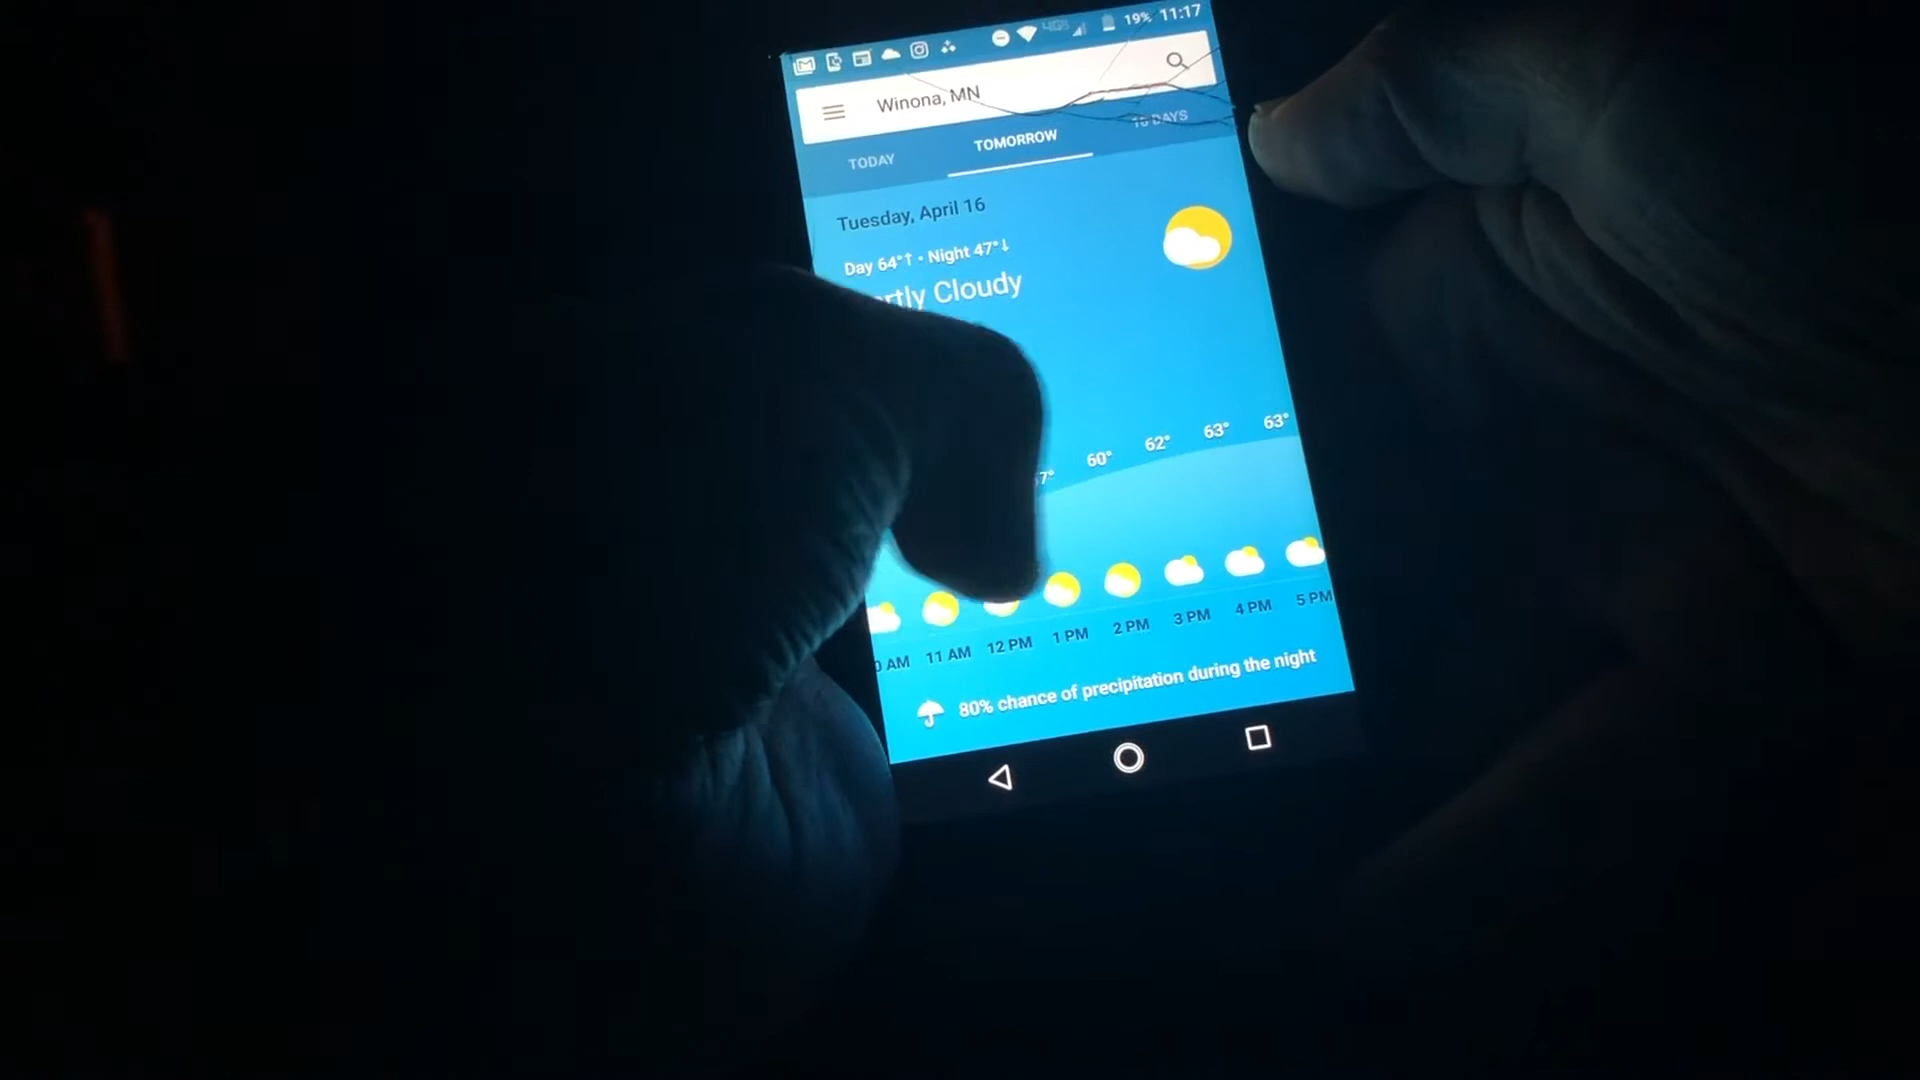 19% 11:17
Winona, MN
TODAY TOMORROW DAYS
Tuesday, April 16
Day 64°↑ • Night 47°↓
Cloudy
60° 62° 63° 63°
AM 11 AM 12 PM 1 PM 2 PM 3 PM 4 PM 5 PM
80% chance of precipitation during the night